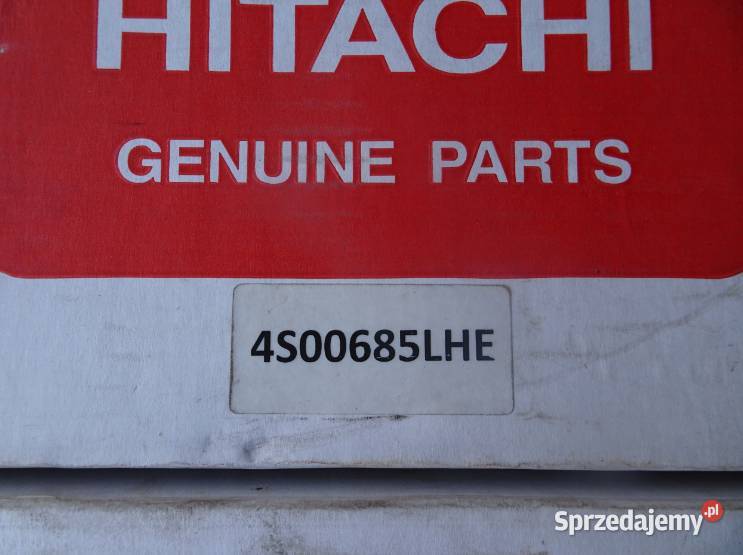 HITACHI
GENUINE PARTS
4S00685LHE
Sprzedajemy.pl